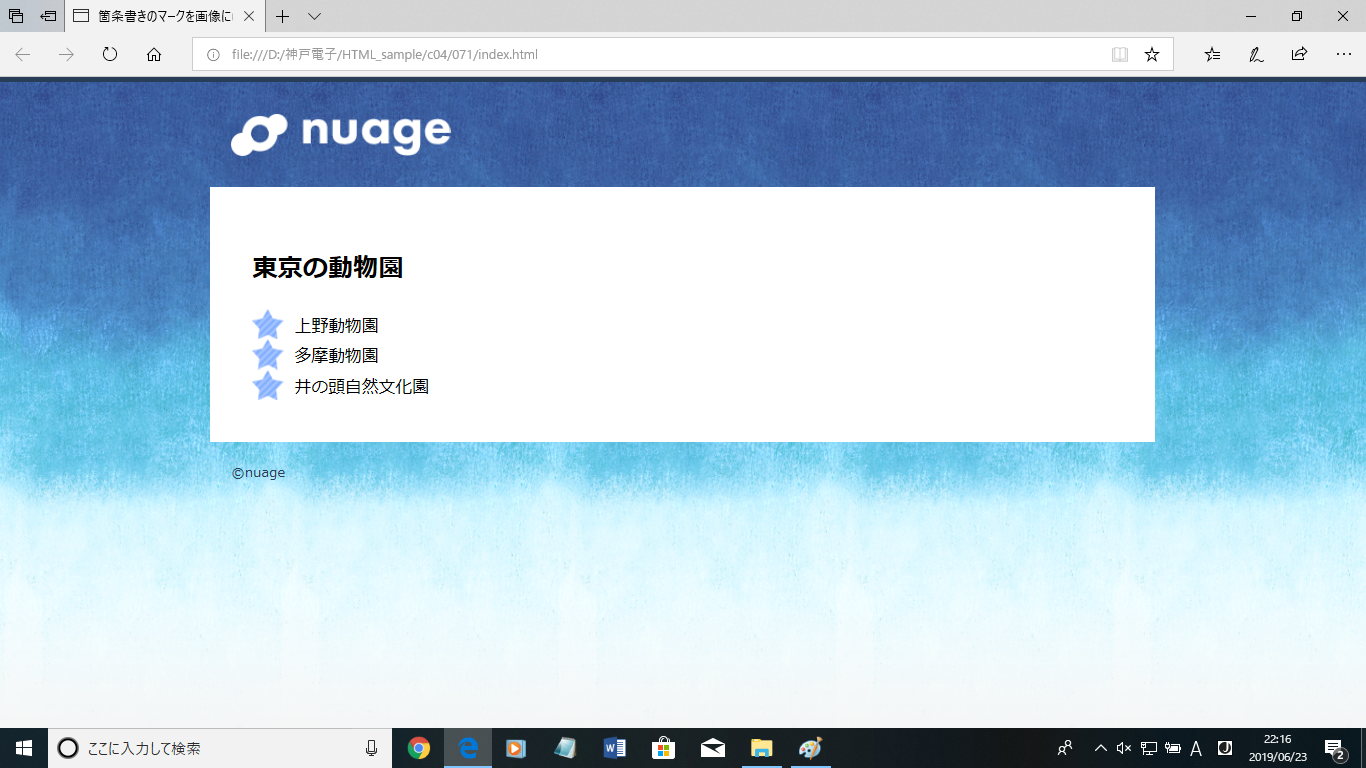 箇条書きのマークを画像に
file:///D:/神戸電子/HTML_sample/c04/071/index.html
nuage
東京の動物園
上野動物園
多摩動物園
井の頭自然文化園
©nuage
ここに入力して検索
A
22:16
2019/06/23
2